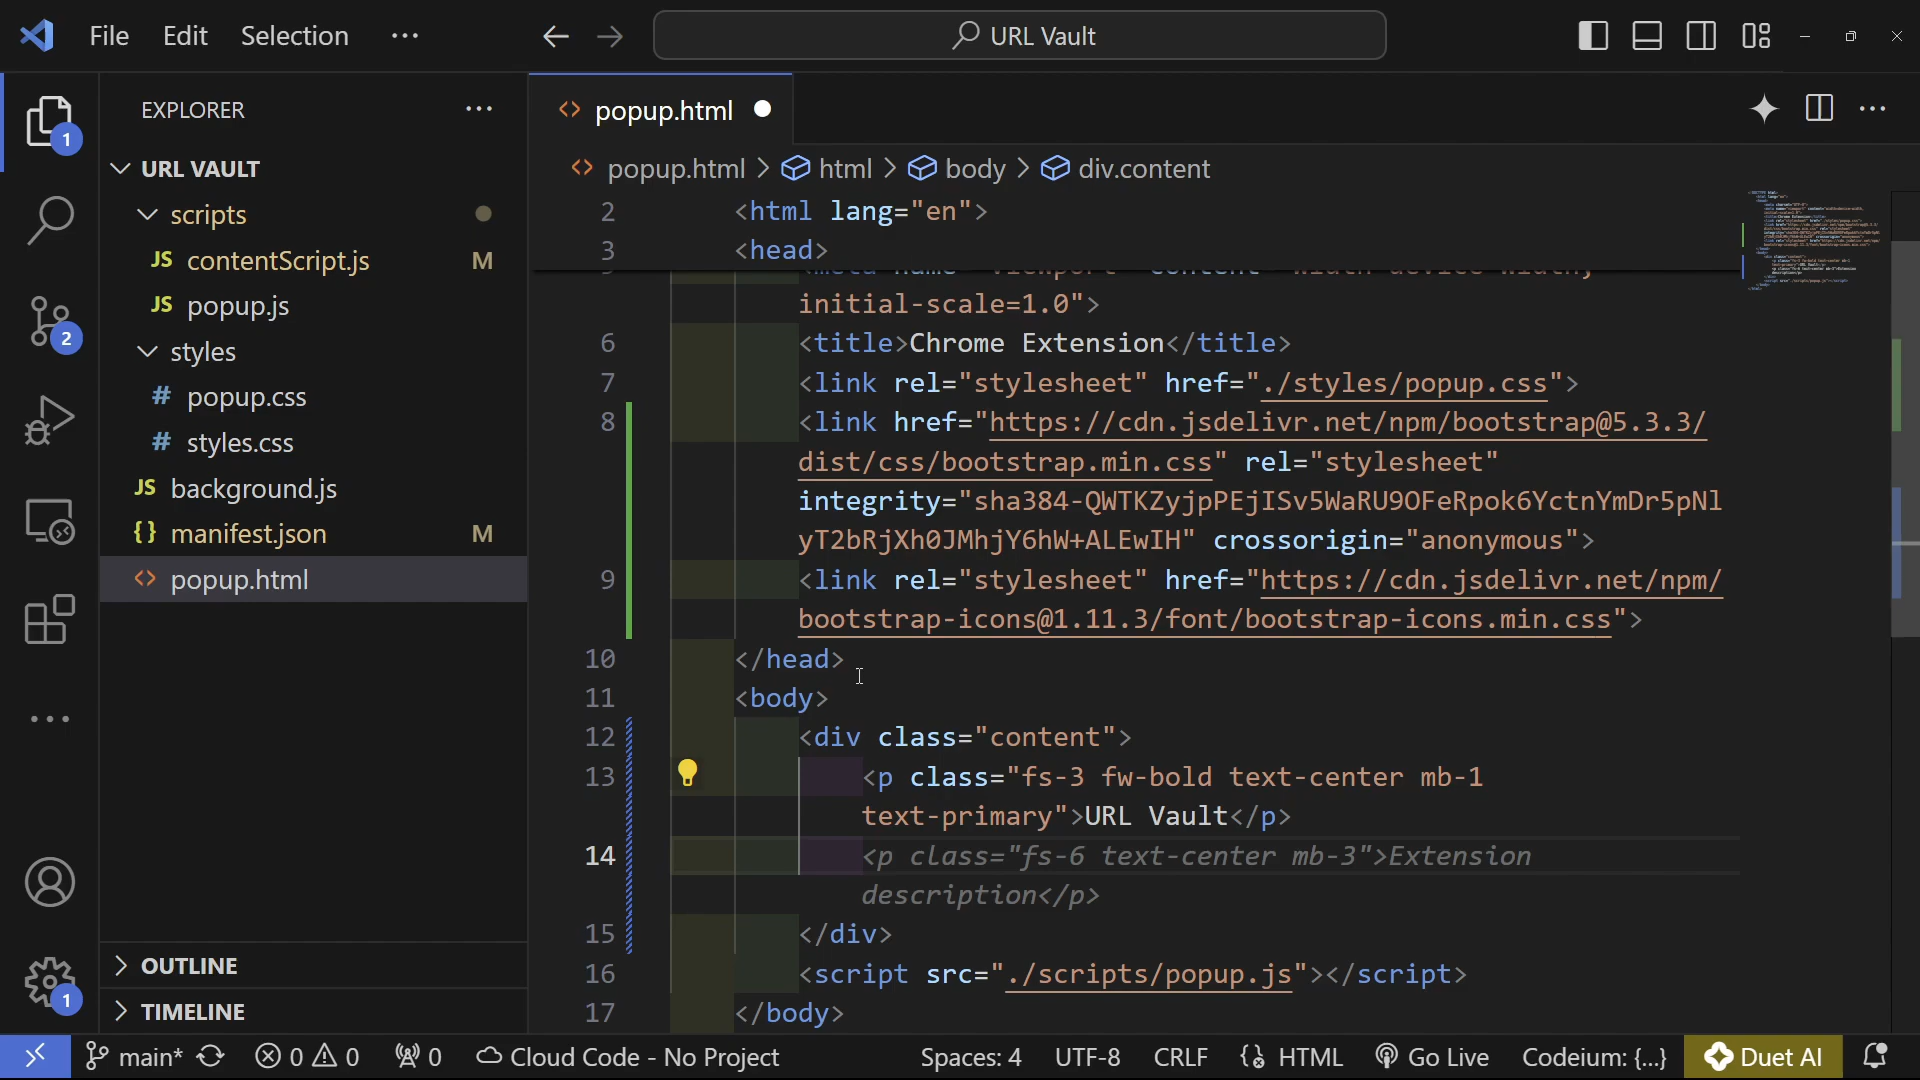 File Edit Selection ···
URL Vault
EXPLORER
URL VAULT
scripts
JS contentScript.js M
JS popup.js
styles
# popup.css
# styles.css
JS background.js
{} manifest.json M
<> popup.html
OUTLINE
TIMELINE
1
2
1
<> popup.html
<> popup.html > html > body > div.content
2 <html lang="en">
3 <head>
initial-scale=1.0">
6 <title>Chrome Extension</title>
7 <link rel="stylesheet" href="./styles/popup.css">
8 <link href="https://cdn.jsdelivr.net/npm/bootstrap@5.3.3/
dist/css/bootstrap.min.css" rel="stylesheet"
integrity="sha384-QWTKZyjpPEjISv5WaRU9OFeRpok6YctnYmDr5pNl
yT2bRjXh0JMhjY6hW+ALEwIH" crossorigin="anonymous">
9 <link rel="stylesheet" href="https://cdn.jsdelivr.net/npm/
bootstrap-icons@1.11.3/font/bootstrap-icons.min.css">
10 </head>
11 <body>
12 <div class="content">
13 <p class="fs-3 fw-bold text-center mb-1
text-primary">URL Vault</p>
14 <p class="fs-6 text-center mb-3">Extension
description</p>
15 </div>
16 <script src="./scripts/popup.js"></script>
17 </body>
main* 0 0 0 Cloud Code - No Project Spaces: 4 UTF-8 CRLF HTML Go Live Codeium: {...} Duet AI